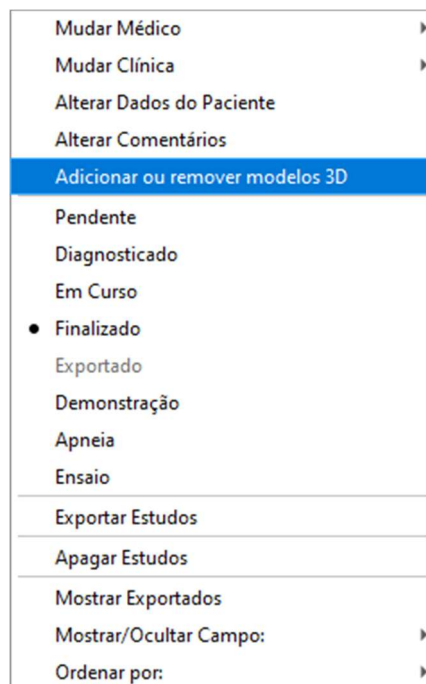 Mudar Médico
Mudar Clínica
Alterar Dados do Paciente
Alterar Comentários
Adicionar ou remover modelos 3D
Pendente
Diagnosticado
Em Curso
Finalizado
Exportado
Demonstração
Apneia
Ensaio
Exportar Estudos
Apagar Estudos
Mostrar Exportados
Mostrar/Ocultar Campo:
Ordenar por: